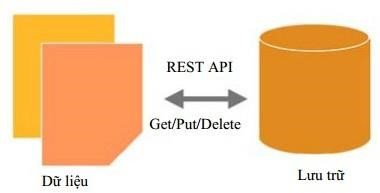 REST API
Get/Put/Delete
Dữ liệu
Lưu trữ